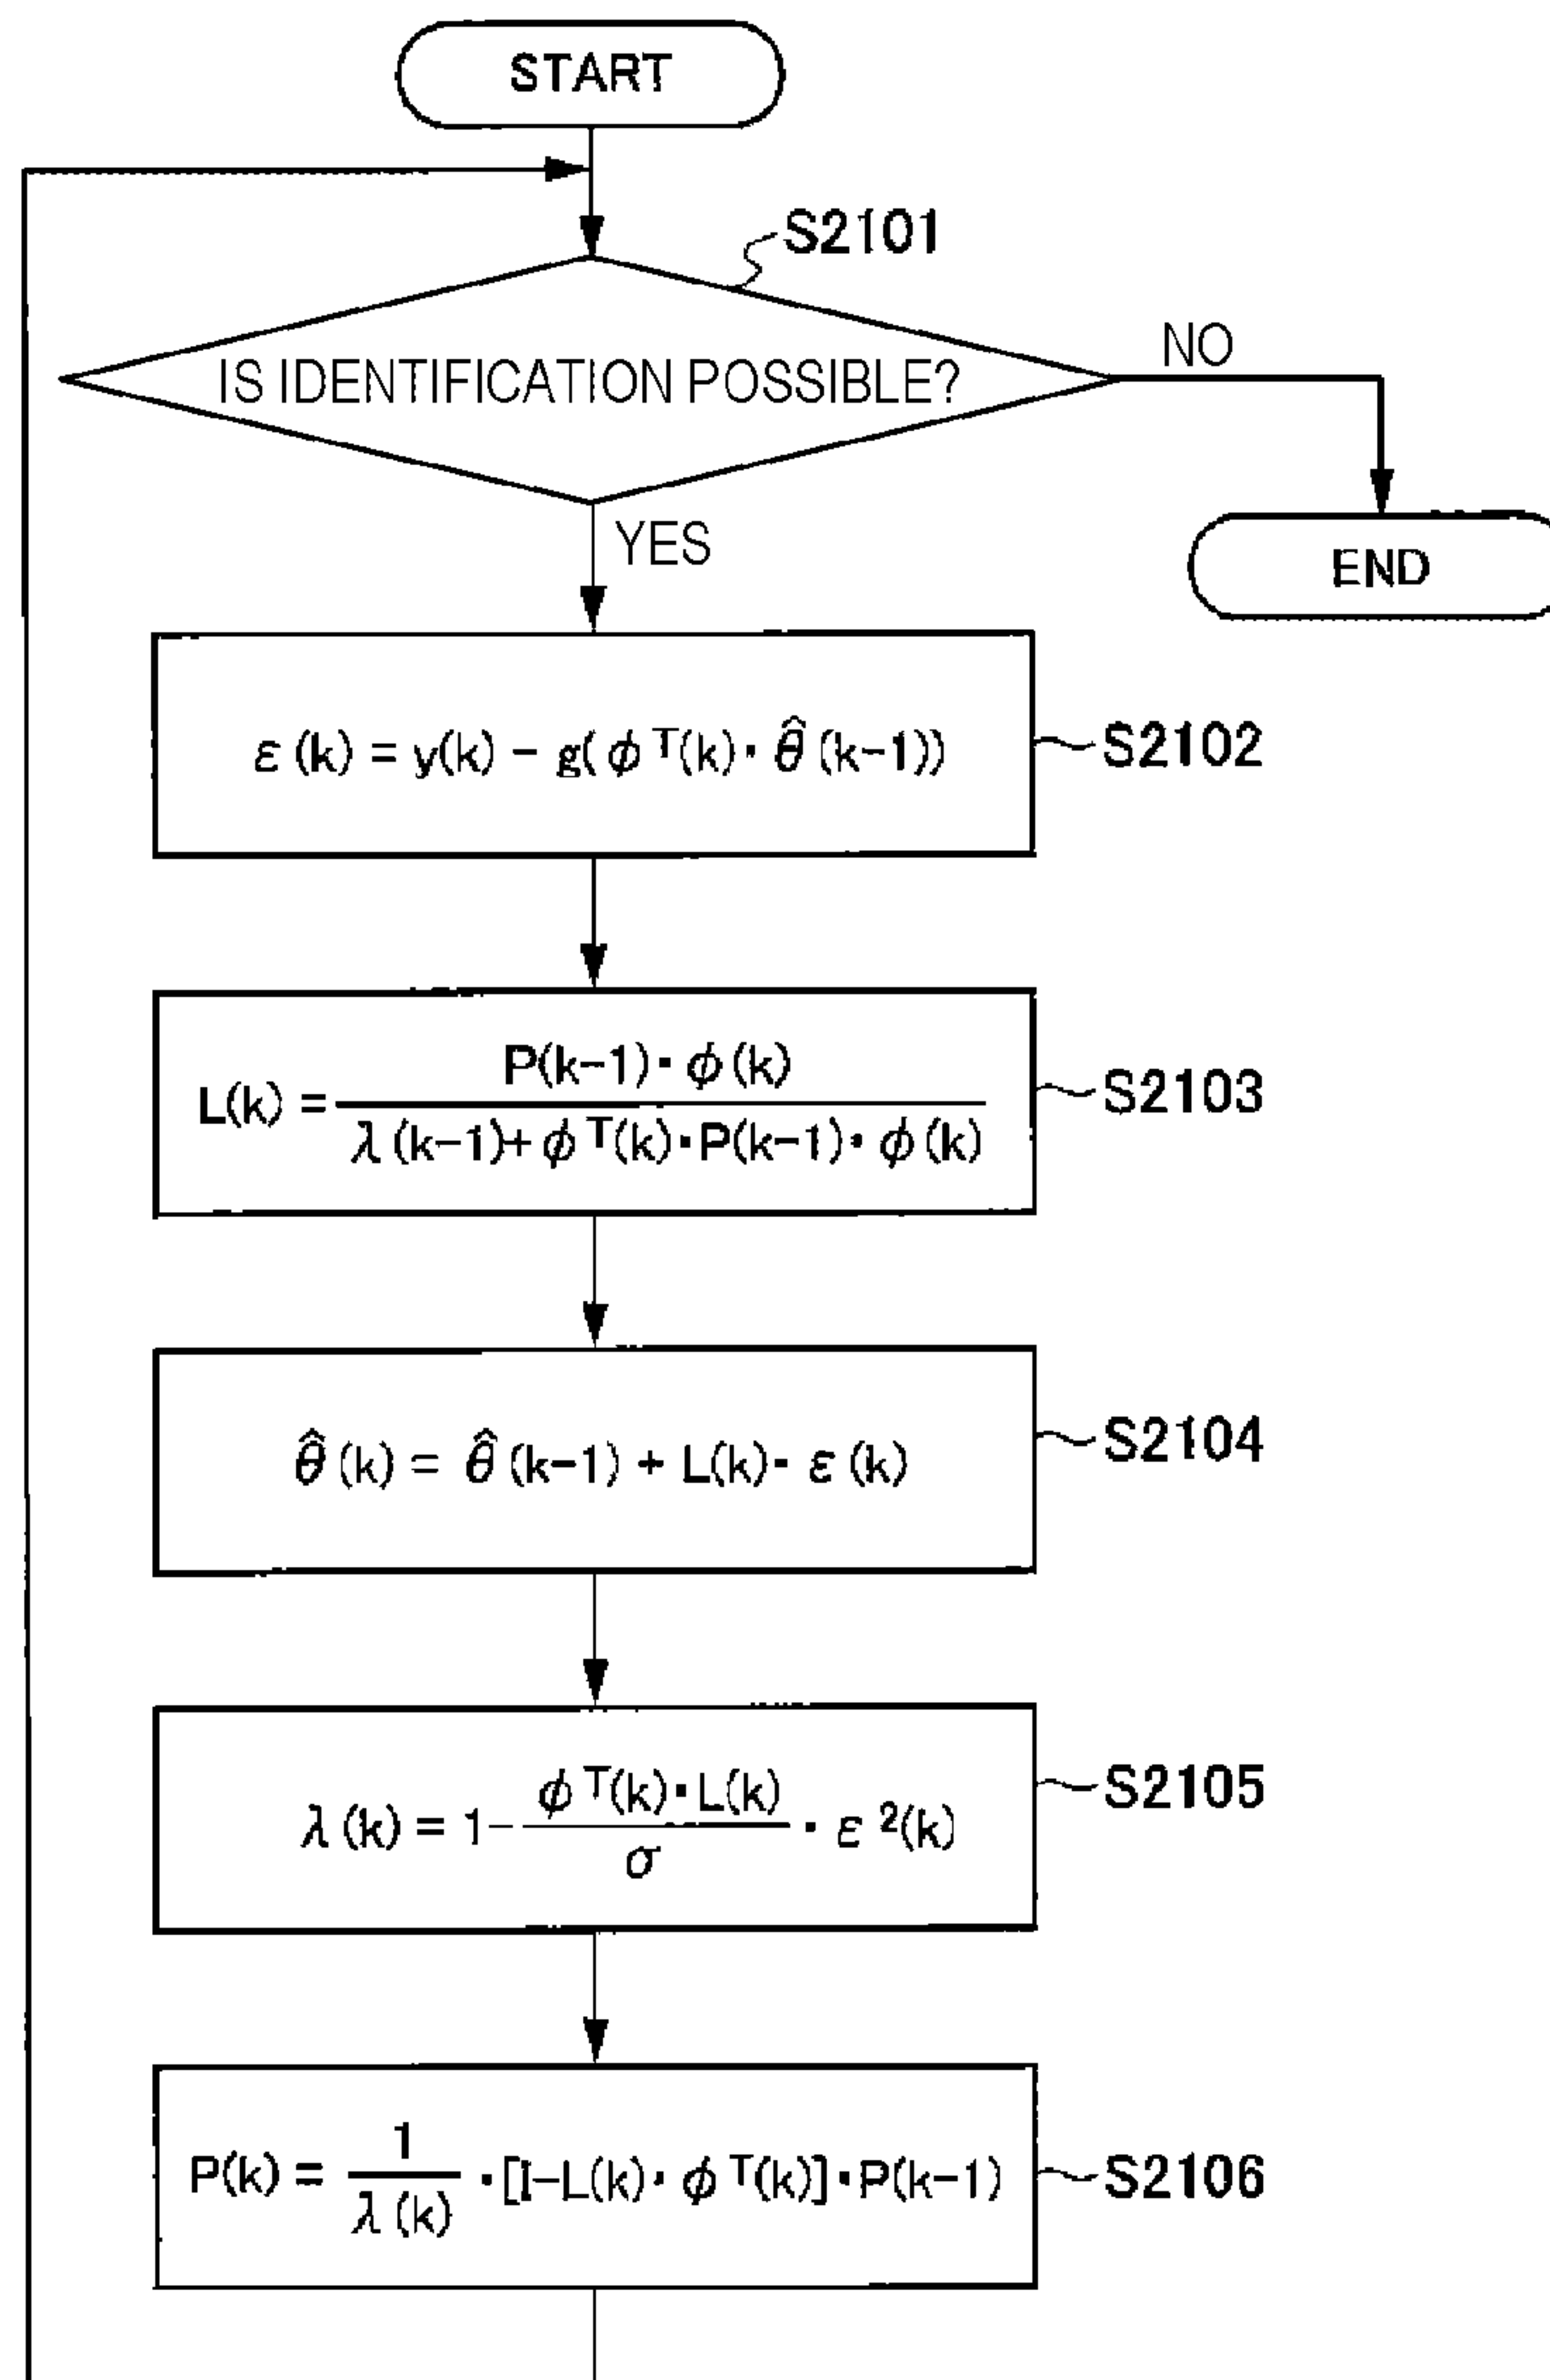 START
S2101
IS IDENTIFICATION POSSIBLE?
NO
YES
END
ε(k) = y(k) − g(ϕᵀ(k)・θ̂(k−1))
S2102
L(k) = P(k−1)・ϕ(k) / λ(k−1)+ϕᵀ(k)・P(k−1)・ϕ(k)
S2103
θ̂(k) = θ̂(k−1) + L(k)・ε(k)
S2104
λ(k) = 1− ϕᵀ(k)・L(k) / σ ・ε²(k)
S2105
P(k) = 1 / λ(k) ・[I−L(k)・ϕᵀ(k)]・P(k−1)
S2106